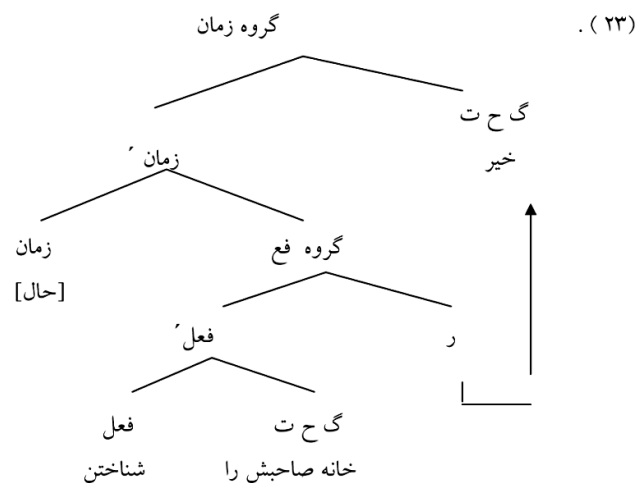 (۲۳).
گروه زمان
گ ح ت
خیر
زمان ´
گروه فع
زمان
[حال]
ر
فعل ´
گ ح ت
فعل
خانه صاحبش را
شناختن